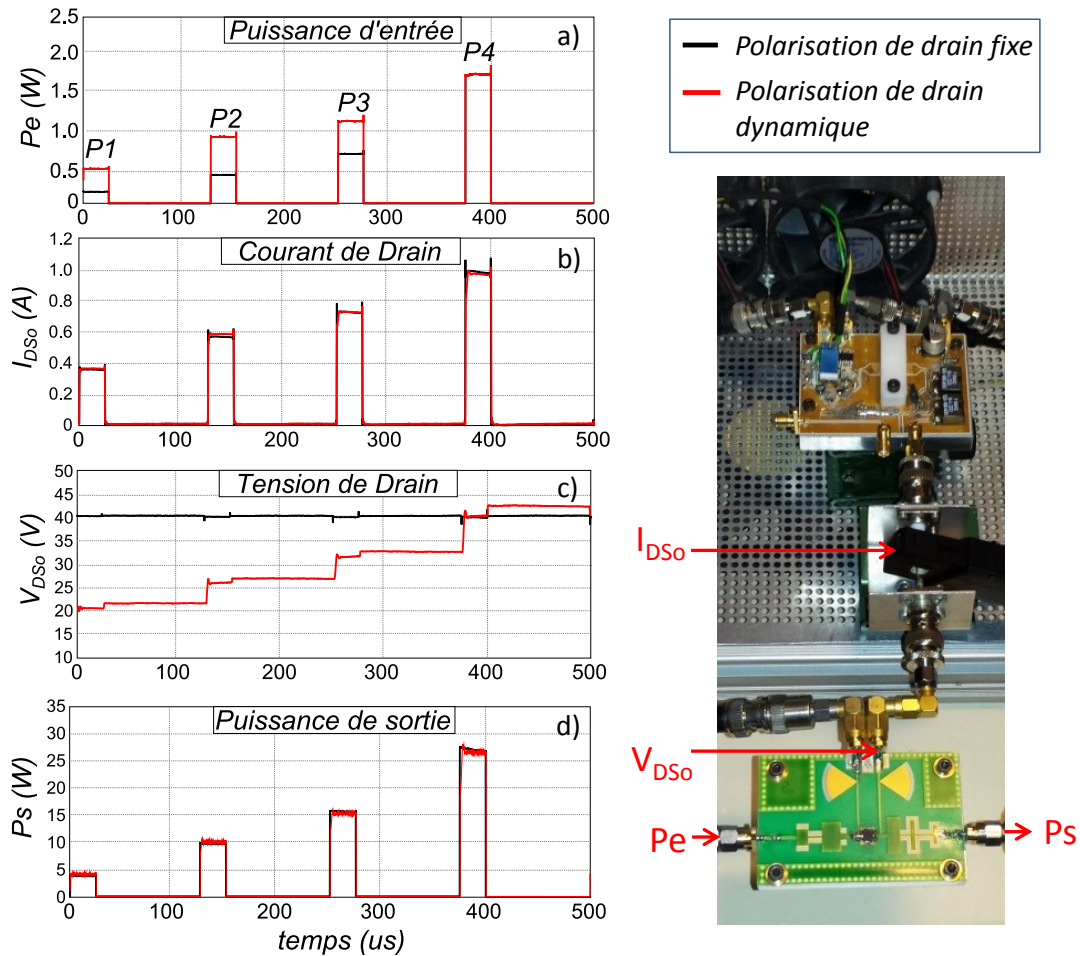 Puissance d'entrée
a)
Pe (W)
2.5
2.0
1.5
1.0
0.5
0
P1
P2
P3
P4
0 100 200 300 400 500
Courant de Drain
b)
I_DSo (A)
1.2
1.0
0.8
0.6
0.4
0.2
0
0 100 200 300 400 500
Tension de Drain
c)
V_DSo (V)
50
45
40
35
30
25
20
15
10
0 100 200 300 400 500
Puissance de sortie
d)
Ps (W)
35
30
25
20
15
10
5
0
0 100 200 300 400 500
temps (us)
Polarisation de drain fixe
Polarisation de drain
dynamique
I_DSo
V_DSo
Pe
Ps